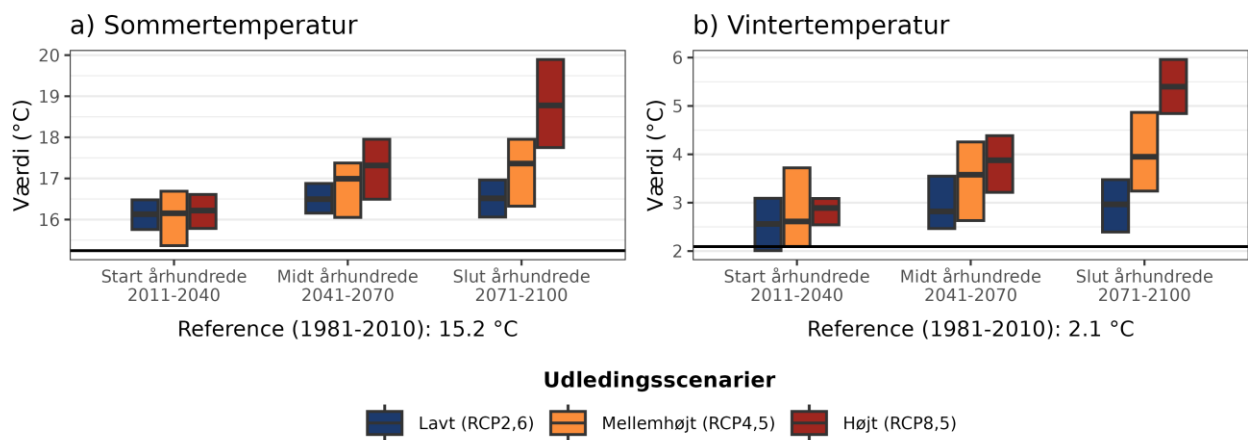 a) Sommertemperatur
Værdi (°C)
20
19
18
17
16
Start århundrede
2011-2040
Midt århundrede
2041-2070
Slut århundrede
2071-2100
Reference (1981-2010): 15.2 °C
b) Vintertemperatur
Værdi (°C)
6
5
4
3
2
Start århundrede
2011-2040
Midt århundrede
2041-2070
Slut århundrede
2071-2100
Reference (1981-2010): 2.1 °C
Udledingsscenarier
Lavt (RCP2,6) Mellemhøjt (RCP4,5) Højt (RCP8,5)